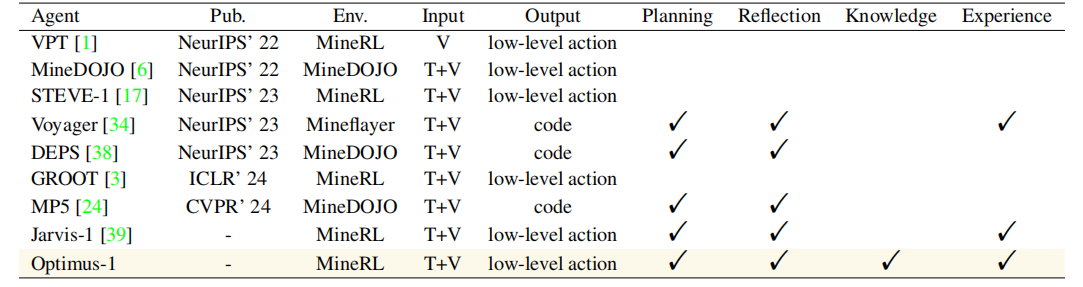 Agent Pub. Env. Input Output Planning Reflection Knowledge Experience
VPT [1] NeurIPS’ 22 MineRL V low-level action
MineDOJO [6] NeurIPS’ 22 MineDOJO T+V low-level action
STEVE-1 [17] NeurIPS’ 23 MineRL T+V low-level action
Voyager [34] NeurIPS’ 23 Mineflayer T+V code ✓ ✓ ✓
DEPS [38] NeurIPS’ 23 MineDOJO T+V code ✓ ✓
GROOT [3] ICLR’ 24 MineRL T+V low-level action
MP5 [24] CVPR’ 24 MineDOJO T+V code ✓ ✓
Jarvis-1 [39] - MineRL T+V low-level action ✓ ✓ ✓
Optimus-1 - MineRL T+V low-level action ✓ ✓ ✓ ✓